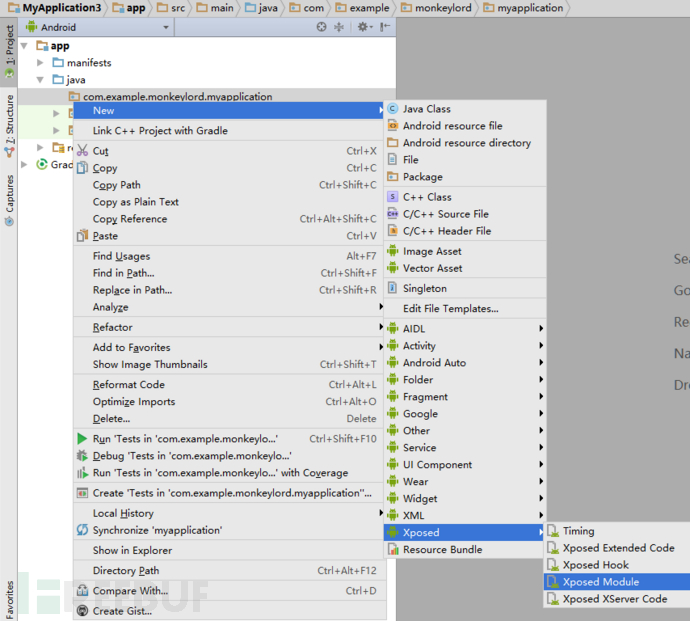 MyApplication3 app src main java com example monkeylord myapplication
Android
1: Project
app
manifests
java
com.example.monkeylord.myapplication
7: Structure
Captures
Favorites
New
Link C++ Project with Gradle
Cut Ctrl+X
Copy Ctrl+C
Copy Path Ctrl+Shift+C
Copy as Plain Text
Copy Reference Ctrl+Alt+Shift+C
Paste Ctrl+V
Find Usages Alt+F7
Find in Path... Ctrl+Shift+F
Replace in Path... Ctrl+Shift+R
Analyze
Refactor
Add to Favorites
Show Image Thumbnails Ctrl+Shift+T
Reformat Code Ctrl+Alt+L
Optimize Imports Ctrl+Alt+O
Delete... Delete
Run 'Tests in 'com.example.monkeylo...' Ctrl+Shift+F10
Debug 'Tests in 'com.example.monkeylo...'
Run 'Tests in 'com.example.monkeylo...' with Coverage
Create 'Tests in 'com.example.monkeylord.myapplication''...
Local History
Synchronize 'myapplication'
Show in Explorer
Directory Path Ctrl+Alt+F12
Compare With... Ctrl+D
Create Gist...
Java Class
Android resource file
Android resource directory
File
Package
C++ Class
C/C++ Source File
C/C++ Header File
Image Asset
Vector Asset
Singleton
Edit File Templates...
AIDL
Activity
Android Auto
Folder
Fragment
Google
Other
Service
UI Component
Wear
Widget
XML
Xposed
Resource Bundle
Timing
Xposed Extended Code
Xposed Hook
Xposed Module
Xposed XServer Code